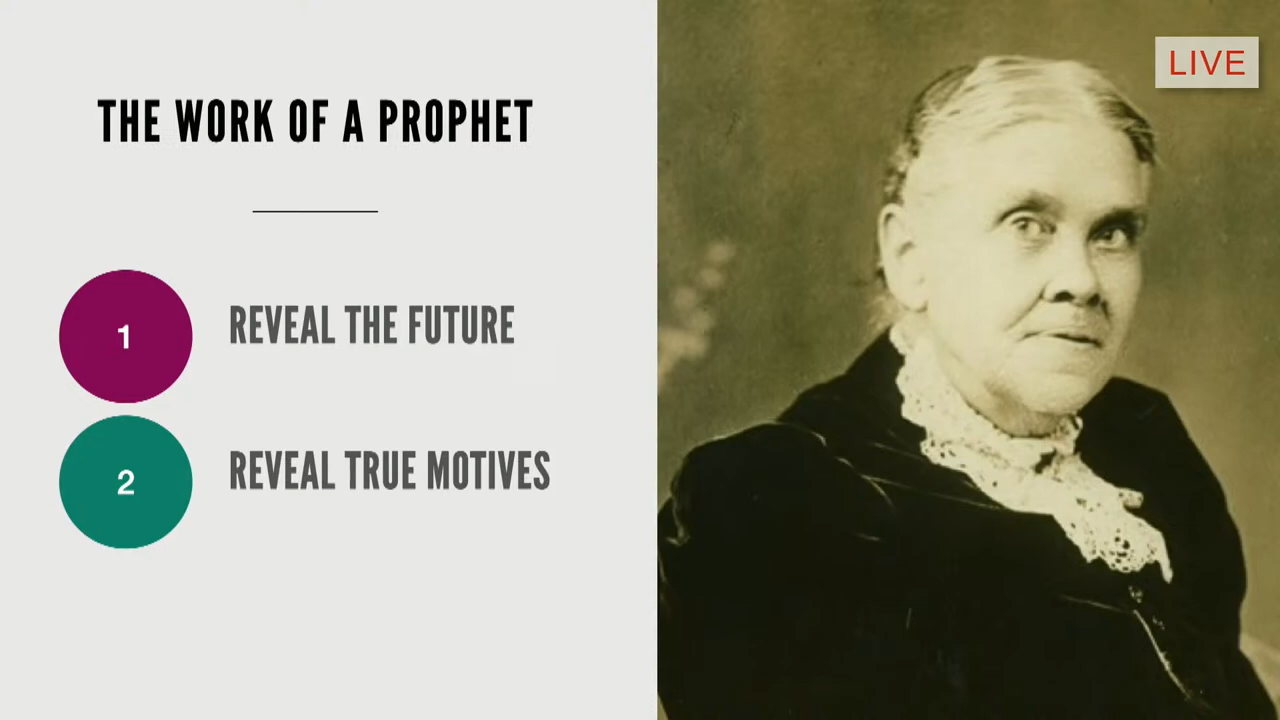 THE WORK OF A PROPHET
LIVE
1
REVEAL THE FUTURE
2
REVEAL TRUE MOTIVES